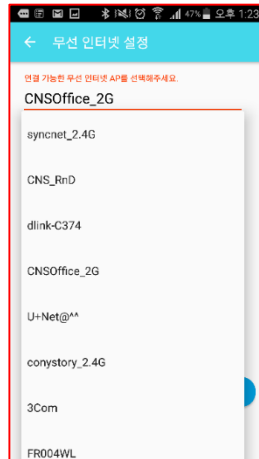 47% 오후 1:23
무선 인터넷 설정
연결 가능한 무선 인터넷 AP를 선택해주세요.
CNSOffice_2G
syncnet_2.4G
CNS_RnD
dlink-C374
CNSOffice_2G
U+Net@^^
conystory_2.4G
3Com
FR004WL